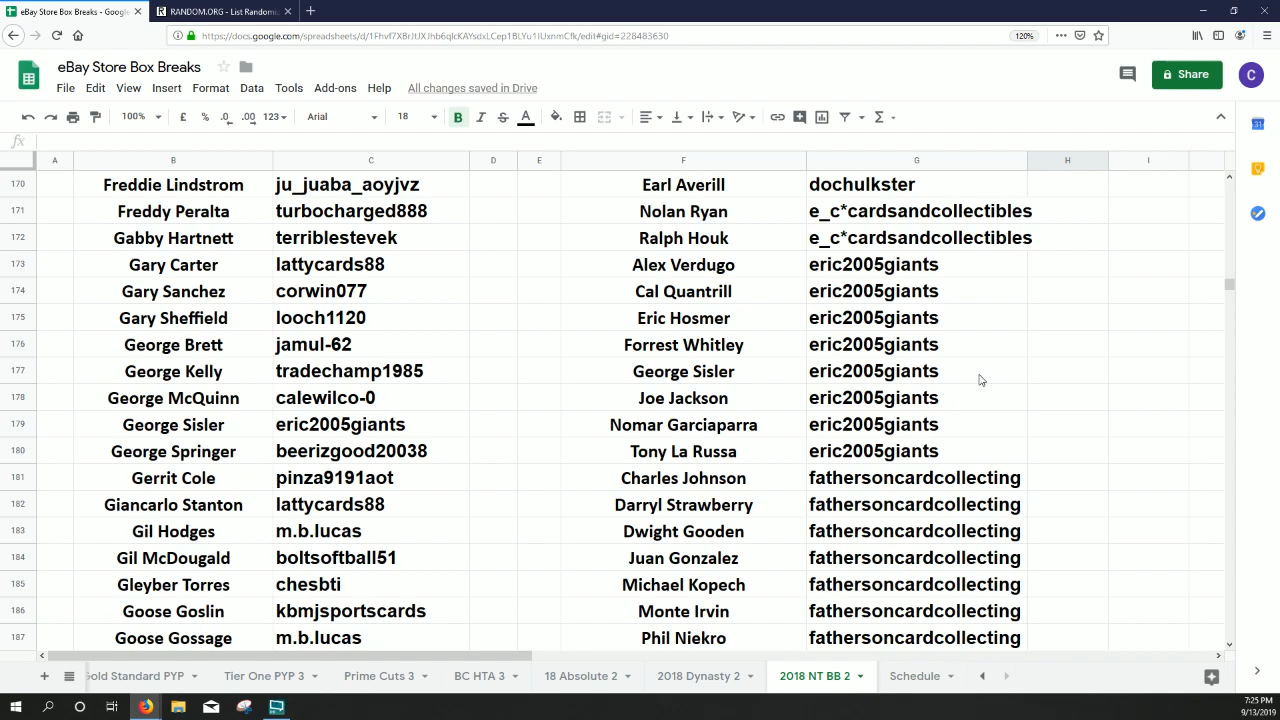 eBay Store Box Breaks - Google
RANDOM.ORG - List Randomi
120%
eBay Store Box Breaks
File Edit View Insert Format Data Tools Add-ons Help All changes saved in Drive
Share
C
100% £ % .0 .00 123 Arial 18 B I S A
fx
A B C D E F G H I
170 Freddie Lindstrom ju_juaba_aoyjvz Earl Averill dochulkster
171 Freddy Peralta turbocharged888 Nolan Ryan e_c*cardsandcollectibles
172 Gabby Hartnett terriblestevek Ralph Houk e_c*cardsandcollectibles
173 Gary Carter lattycards88 Alex Verdugo eric2005giants
174 Gary Sanchez corwin077 Cal Quantrill eric2005giants
175 Gary Sheffield looch1120 Eric Hosmer eric2005giants
176 George Brett jamul-62 Forrest Whitley eric2005giants
177 George Kelly tradechamp1985 George Sisler eric2005giants
178 George McQuinn calewilco-0 Joe Jackson eric2005giants
179 George Sisler eric2005giants Nomar Garciaparra eric2005giants
180 George Springer beerizgood20038 Tony La Russa eric2005giants
181 Gerrit Cole pinza9191aot Charles Johnson fathersoncardcollecting
182 Giancarlo Stanton lattycards88 Darryl Strawberry fathersoncardcollecting
183 Gil Hodges m.b.lucas Dwight Gooden fathersoncardcollecting
184 Gil McDougald boltsoftball51 Juan Gonzalez fathersoncardcollecting
185 Gleyber Torres chesbti Michael Kopech fathersoncardcollecting
186 Goose Goslin kbmjsportscards Monte Irvin fathersoncardcollecting
187 Goose Gossage m.b.lucas Phil Niekro fathersoncardcollecting
Gold Standard PYP Tier One PYP 3 Prime Cuts 3 BC HTA 3 18 Absolute 2 2018 Dynasty 2 2018 NT BB 2 Schedule
7:25 PM
9/13/2019